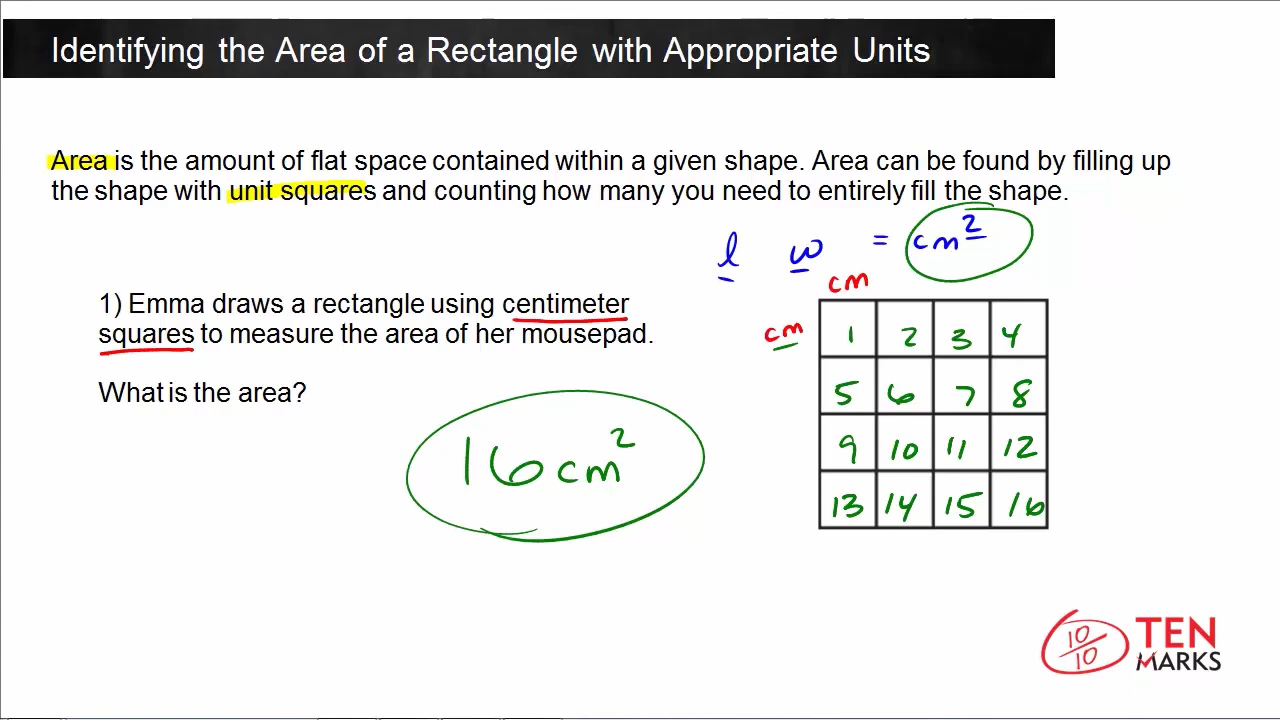 Identifying the Area of a Rectangle with Appropriate Units
Area is the amount of flat space contained within a given shape. Area can be found by filling up
the shape with unit squares and counting how many you need to entirely fill the shape.
l w = cm²
cm
1) Emma draws a rectangle using centimeter
squares to measure the area of her mousepad.
What is the area?
16cm²
cm
1 2 3 4
5 6 7 8
9 10 11 12
13 14 15 16
10/10
TEN
MARKS